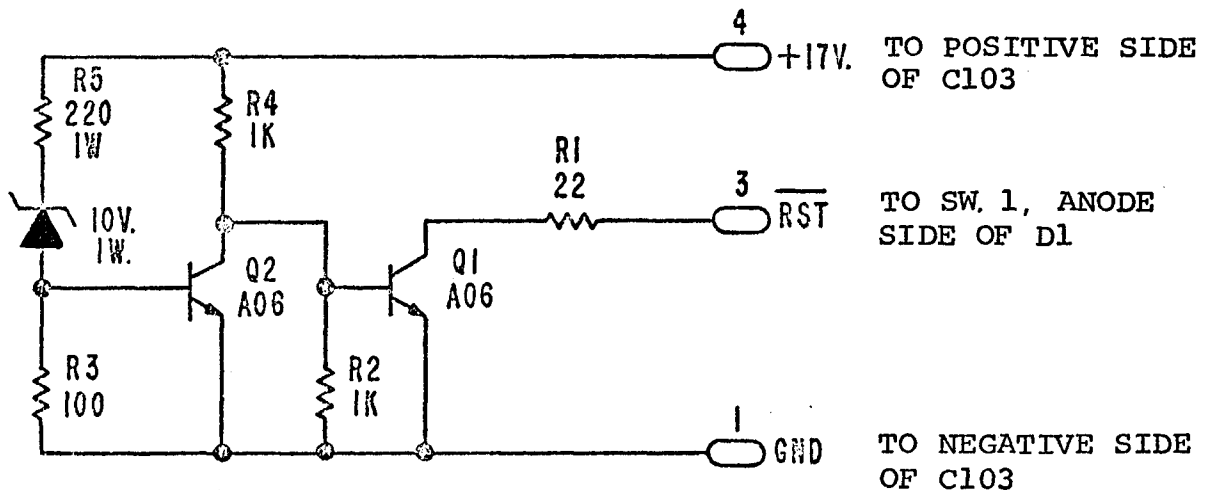 4
+17V.
TO POSITIVE SIDE
OF C103
R5
220
1W
R4
1K
R1
22
3
RST
TO SW. 1, ANODE
SIDE OF D1
10V.
1W.
Q2
A06
Q1
A06
R3
100
R2
1K
1
GND
TO NEGATIVE SIDE
OF C103